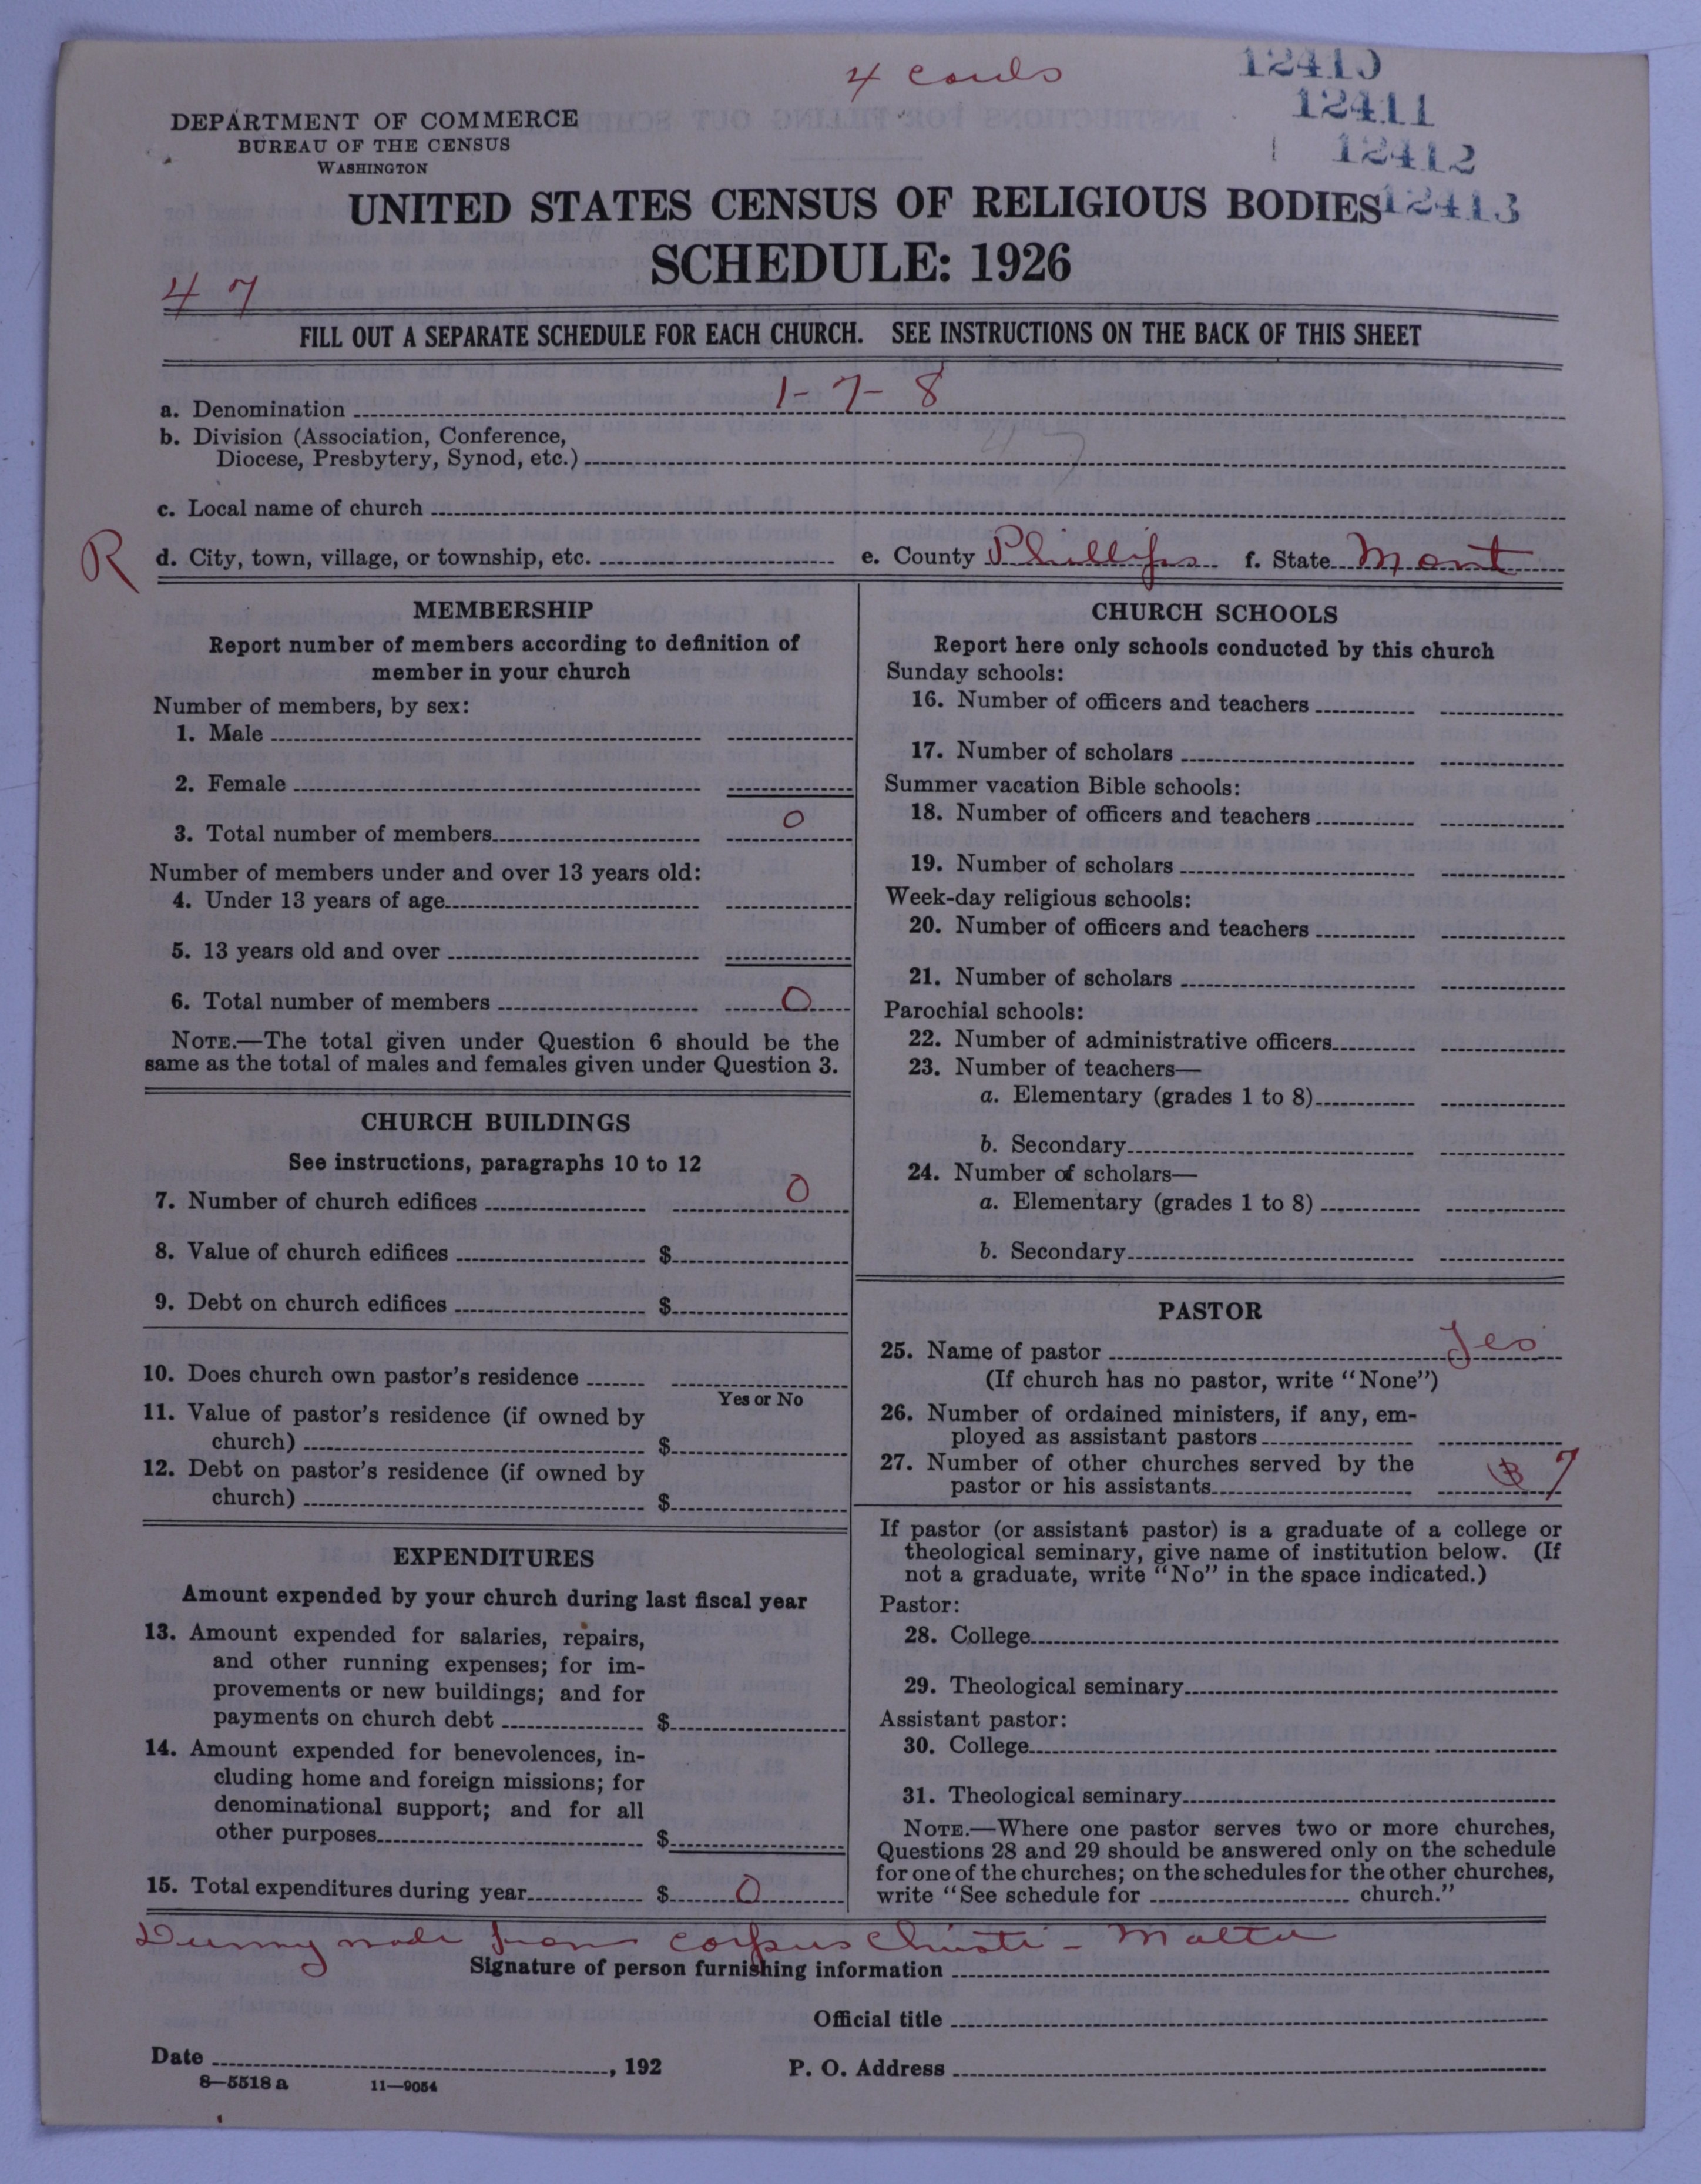 4 cards
12410
12411
12412
12413
DEPARTMENT OF COMMERCE
BUREAU OF THE CENSUS
WASHINGTON
UNITED STATES CENSUS OF RELIGIOUS BODIES
SCHEDULE: 1926
47
FILL OUT A SEPARATE SCHEDULE FOR EACH CHURCH. SEE INSTRUCTIONS ON THE BACK OF THIS SHEET
a. Denomination 1-7-8
b. Division (Association, Conference,
Diocese, Presbytery, Synod, etc.) 47
c. Local name of church
R
d. City, town, village, or township, etc. e. County Phillips f. State Mont
MEMBERSHIP
Report number of members according to definition of
member in your church
Number of members, by sex:
1. Male
2. Female
3. Total number of members 0
Number of members under and over 13 years old:
4. Under 13 years of age
5. 13 years old and over
6. Total number of members 0
NOTE.—The total given under Question 6 should be the
same as the total of males and females given under Question 3.
CHURCH BUILDINGS
See instructions, paragraphs 10 to 12
7. Number of church edifices 0
8. Value of church edifices $
9. Debt on church edifices $
10. Does church own pastor's residence
Yes or No
11. Value of pastor's residence (if owned by
church) $
12. Debt on pastor's residence (if owned by
church) $
EXPENDITURES
Amount expended by your church during last fiscal year
13. Amount expended for salaries, repairs,
and other running expenses; for im-
provements or new buildings; and for
payments on church debt $
14. Amount expended for benevolences, in-
cluding home and foreign missions; for
denominational support; and for all
other purposes $
15. Total expenditures during year $ 0
CHURCH SCHOOLS
Report here only schools conducted by this church
Sunday schools:
16. Number of officers and teachers
17. Number of scholars
Summer vacation Bible schools:
18. Number of officers and teachers
19. Number of scholars
Week-day religious schools:
20. Number of officers and teachers
21. Number of scholars
Parochial schools:
22. Number of administrative officers
23. Number of teachers—
a. Elementary (grades 1 to 8)
b. Secondary
24. Number of scholars—
a. Elementary (grades 1 to 8)
b. Secondary
PASTOR
25. Name of pastor Yes
(If church has no pastor, write "None")
26. Number of ordained ministers, if any, em-
ployed as assistant pastors
27. Number of other churches served by the
pastor or his assistants 7
If pastor (or assistant pastor) is a graduate of a college or
theological seminary, give name of institution below. (If
not a graduate, write "No" in the space indicated.)
Pastor:
28. College
29. Theological seminary
Assistant pastor:
30. College
31. Theological seminary
NOTE.—Where one pastor serves two or more churches,
Questions 28 and 29 should be answered only on the schedule
for one of the churches; on the schedules for the other churches,
write "See schedule for church."
Dummy made from Corpus Christi - Malta
Signature of person furnishing information
Official title
Date , 192
P. O. Address
8—5518 a 11—9054